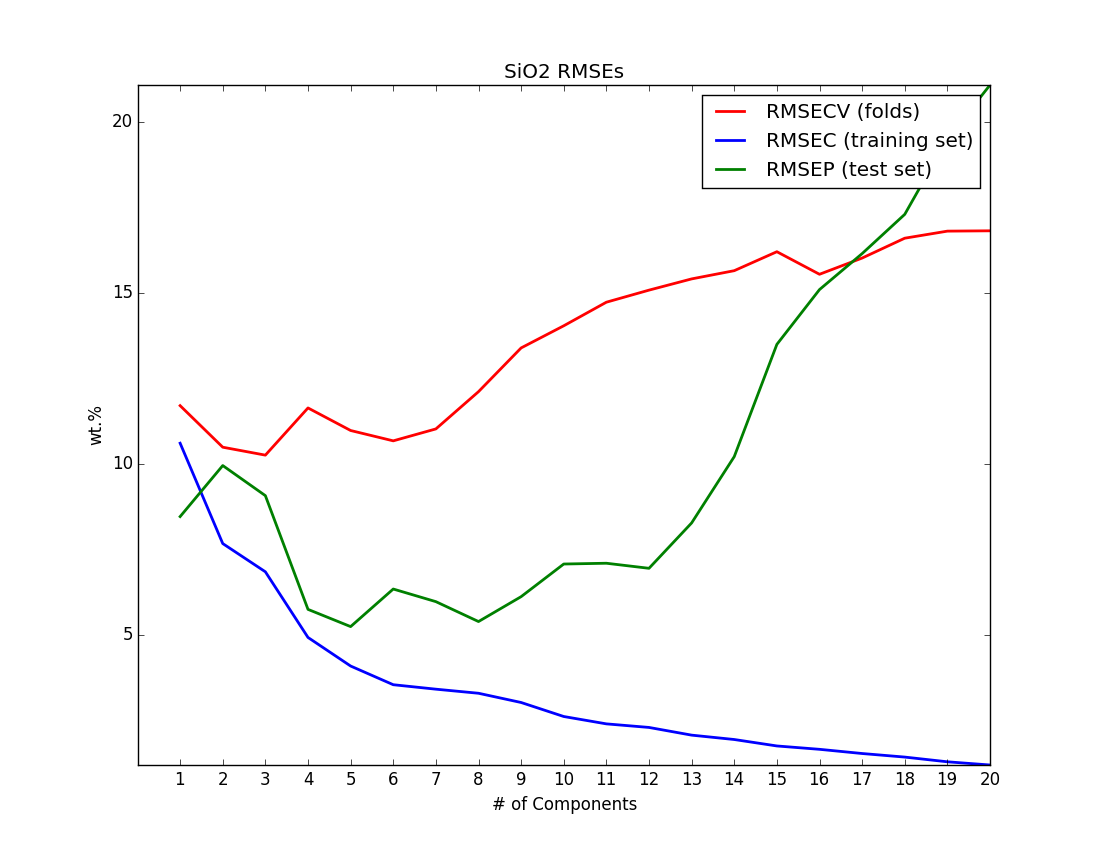 SiO2 RMSEs
RMSECV (folds)
RMSEC (training set)
RMSEP (test set)
20
15
10
5
wt.%
1 2 3 4 5 6 7 8 9 10 11 12 13 14 15 16 17 18 19 20
# of Components